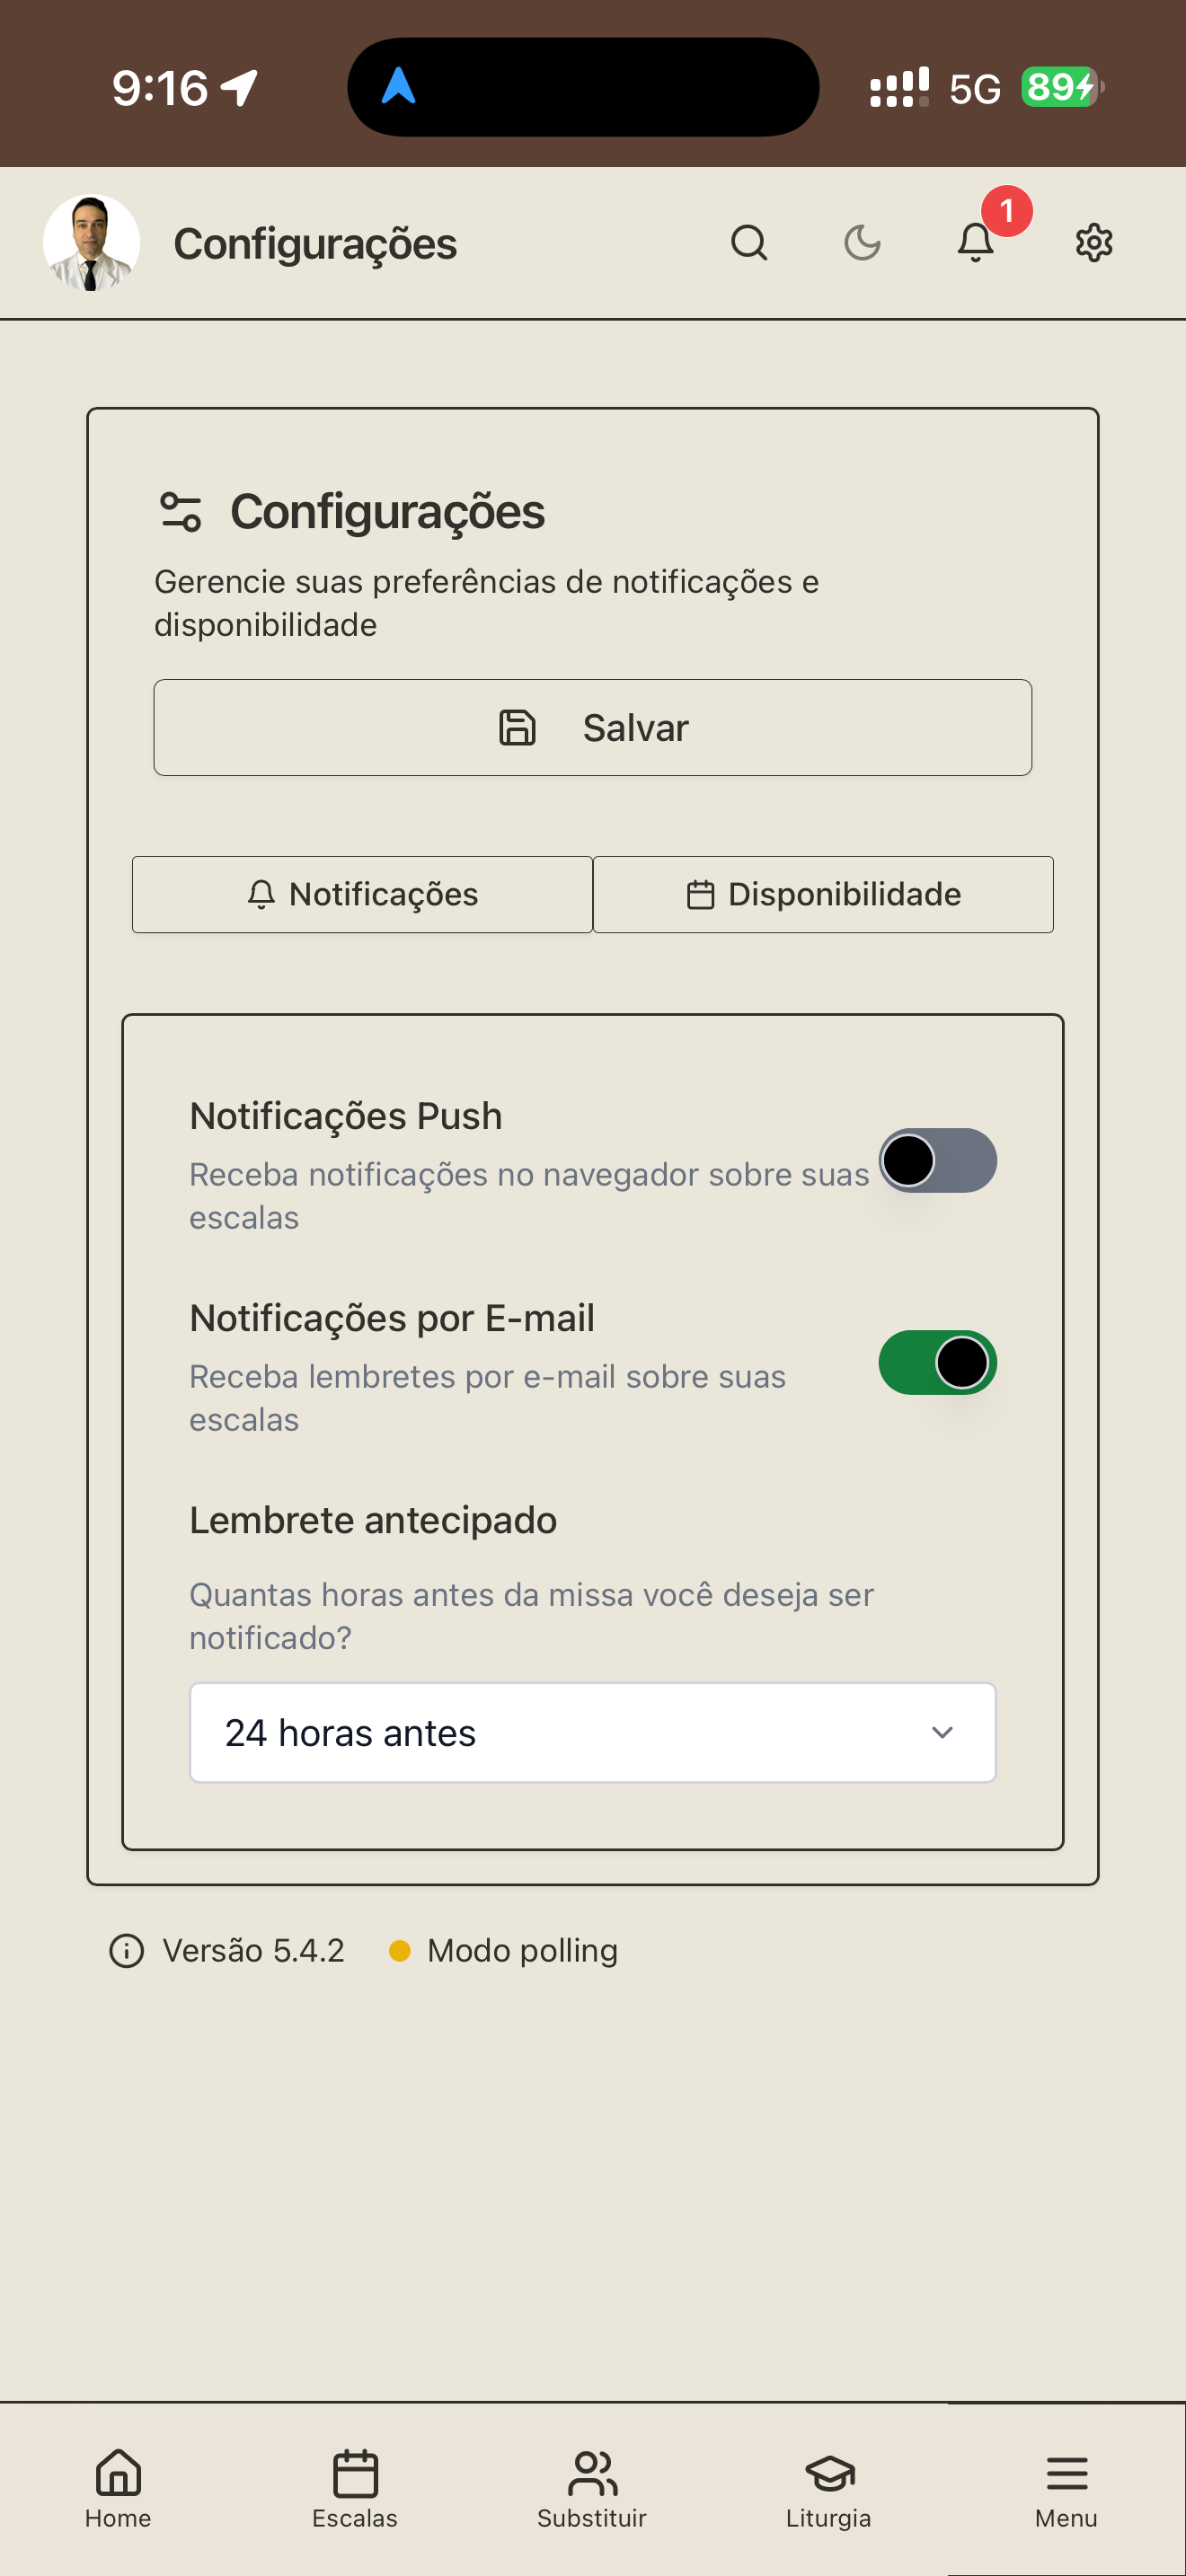 9:16 5G 89
Configurações 1
Configurações
Gerencie suas preferências de notificações e
disponibilidade
Salvar
Notificações Disponibilidade
Notificações Push
Receba notificações no navegador sobre suas
escalas
Notificações por E-mail
Receba lembretes por e-mail sobre suas
escalas
Lembrete antecipado
Quantas horas antes da missa você deseja ser
notificado?
24 horas antes
Versão 5.4.2 Modo polling
Home Escalas Substituir Liturgia Menu